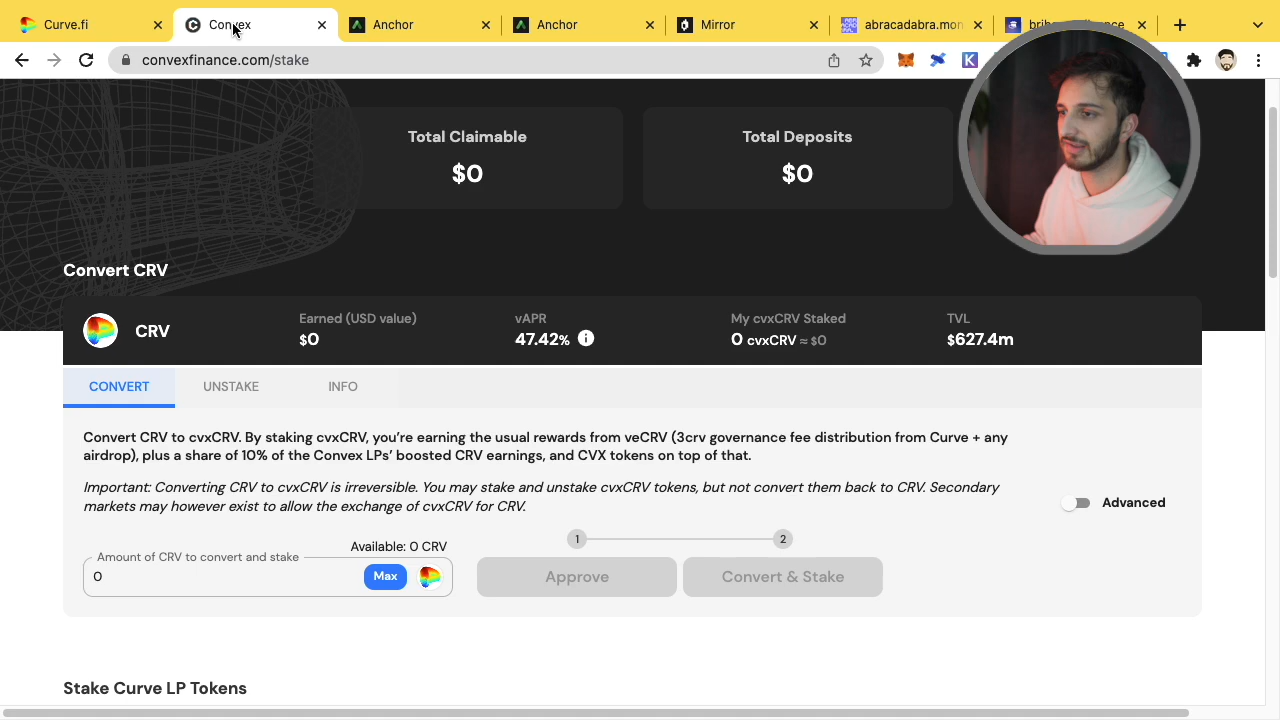 Curve.fi
Convex
Anchor
Anchor
Mirror
abracadabra.mon
convexfinance.com/stake
Total Claimable
$0
Total Deposits
$0
Convert CRV
CRV
Earned (USD value)
$0
vAPR
47.42%
My cvxCRV Staked
0 cvxCRV ≈ $0
TVL
$627.4m
CONVERT
UNSTAKE
INFO
Convert CRV to cvxCRV. By staking cvxCRV, you're earning the usual rewards from veCRV (3crv governance fee distribution from Curve + any
airdrop), plus a share of 10% of the Convex LPs' boosted CRV earnings, and CVX tokens on top of that.
Important: Converting CRV to cvxCRV is irreversible. You may stake and unstake cvxCRV tokens, but not convert them back to CRV. Secondary
markets may however exist to allow the exchange of cvxCRV for CRV.
Advanced
Available: 0 CRV
Amount of CRV to convert and stake
0
Max
1
2
Approve
Convert & Stake
Stake Curve LP Tokens